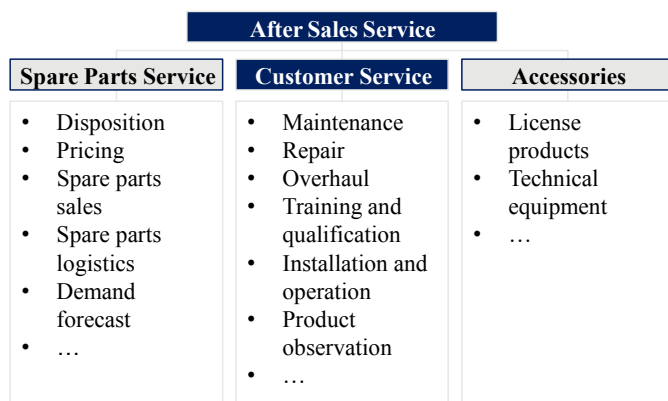 After Sales Service
Spare Parts Service
• Disposition
• Pricing
• Spare parts
sales
• Spare parts
logistics
• Demand
forecast
• …
Customer Service
• Maintenance
• Repair
• Overhaul
• Training and
qualification
• Installation and
operation
• Product
observation
• …
Accessories
• License
products
• Technical
equipment
• …